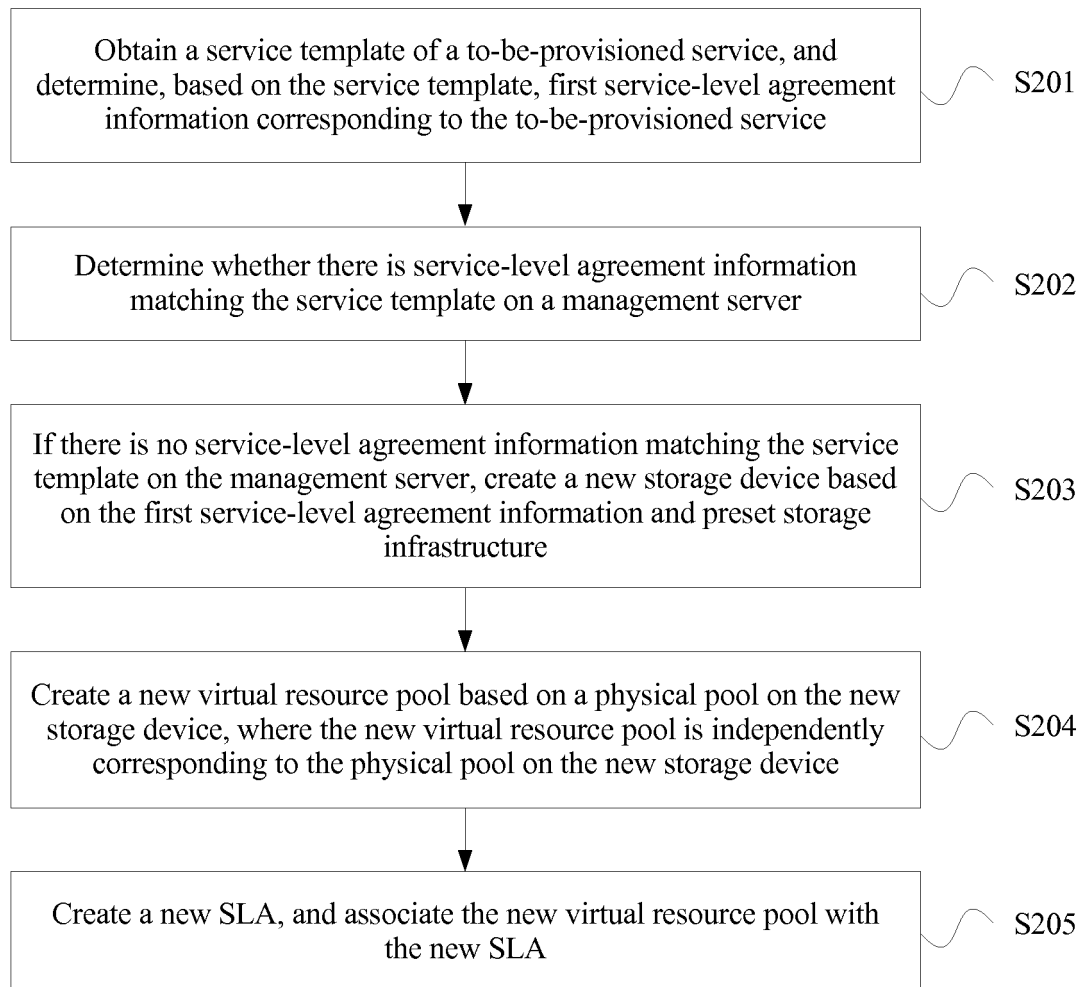 Obtain a service template of a to-be-provisioned service, and
determine, based on the service template, first service-level agreement
information corresponding to the to-be-provisioned service
S201
Determine whether there is service-level agreement information
matching the service template on a management server
S202
If there is no service-level agreement information matching the service
template on the management server, create a new storage device based
on the first service-level agreement information and preset storage
infrastructure
S203
Create a new virtual resource pool based on a physical pool on the new
storage device, where the new virtual resource pool is independently
corresponding to the physical pool on the new storage device
S204
Create a new SLA, and associate the new virtual resource pool with
the new SLA
S205